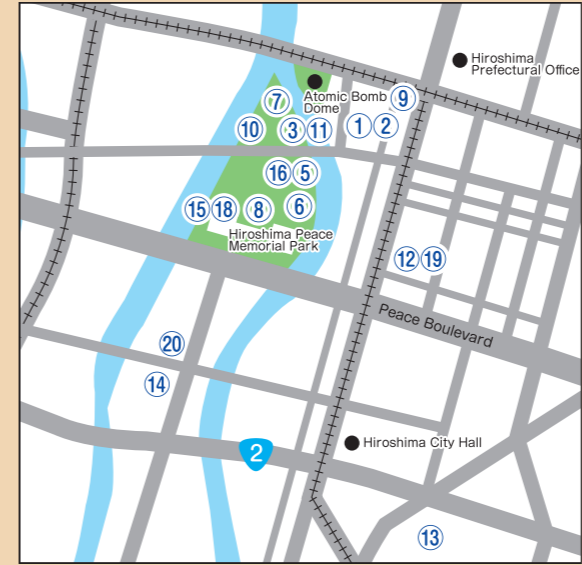 Hiroshima
Prefectural Office
Atomic Bomb
Dome
⑦
⑨
⑩
③
⑪
①
②
⑯
⑤
⑮
⑱
⑧
⑥
Hiroshima Peace
Memorial Park
⑫
⑲
Peace Boulevard
⑳
⑭
Hiroshima City Hall
2
⑬